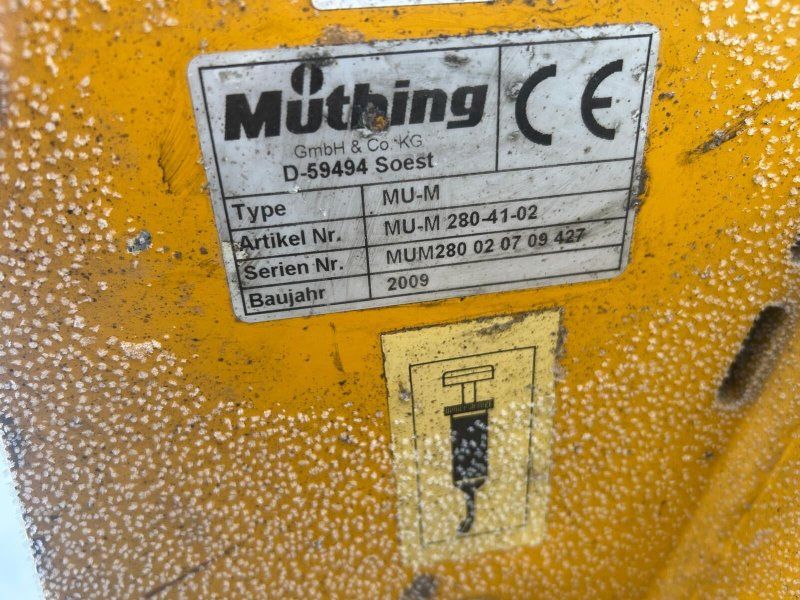 Müthing
GmbH & Co. KG
D-59494 Soest
CE
Type MU-M
Artikel Nr. MU-M 280-41-02
Serien Nr. MUM280 02 07 09 427
Baujahr 2009